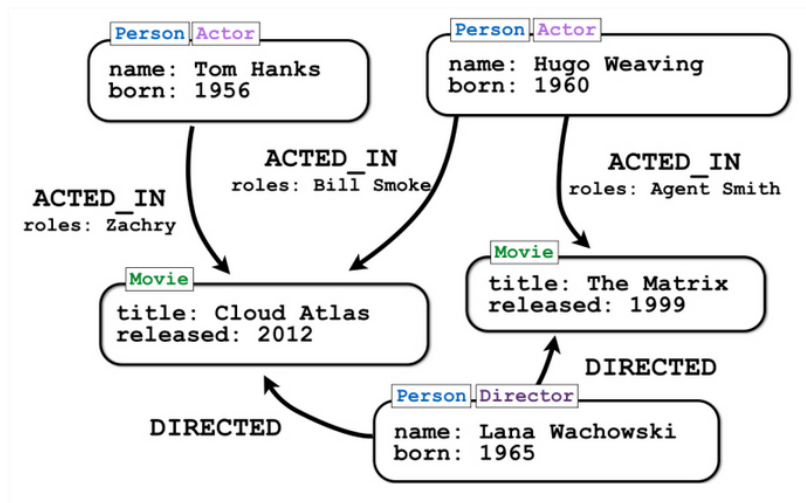 Person Actor
name: Tom Hanks
born: 1956
Person Actor
name: Hugo Weaving
born: 1960
ACTED_IN
roles: Zachry
ACTED_IN
roles: Bill Smoke
ACTED_IN
roles: Agent Smith
Movie
title: Cloud Atlas
released: 2012
Movie
title: The Matrix
released: 1999
DIRECTED
DIRECTED
Person Director
name: Lana Wachowski
born: 1965